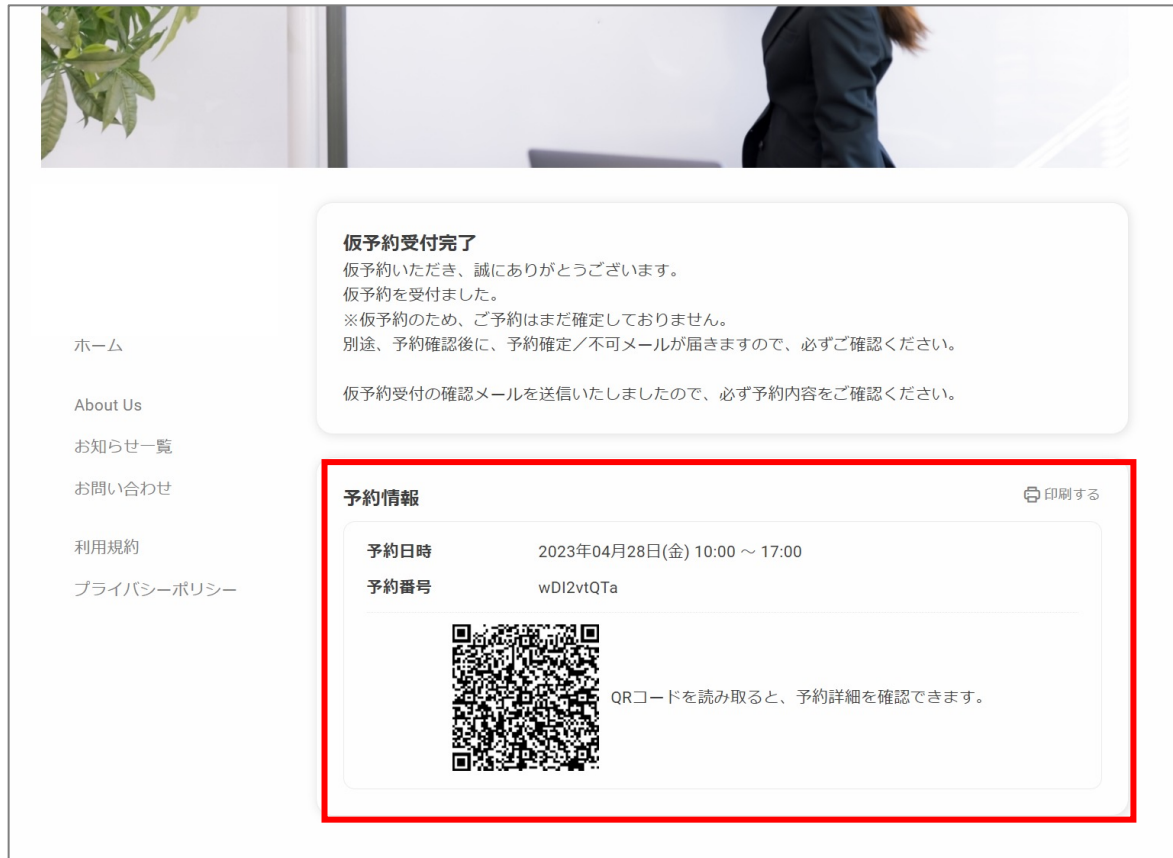 仮予約受付完了
仮予約いただき、誠にありがとうございます。
仮予約を受付ました。
※仮予約のため、ご予約はまだ確定しておりません。
別途、予約確認後に、予約確定／不可メールが届きますので、必ずご確認ください。
仮予約受付の確認メールを送信いたしましたので、必ず予約内容をご確認ください。
ホーム
About Us
お知らせ一覧
お問い合わせ
利用規約
プライバシーポリシー
予約情報
印刷する
予約日時 2023年04月28日(金) 10:00 ～ 17:00
予約番号 wDI2vtQTa
QRコードを読み取ると、予約詳細を確認できます。